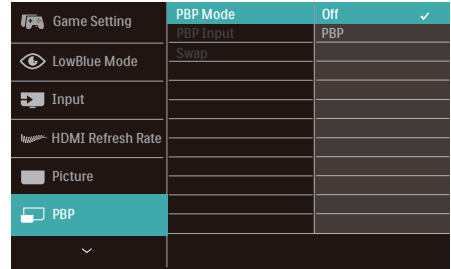 Game Setting
LowBlue Mode
Input
HDMI Refresh Rate
Picture
PBP
PBP Mode
PBP Input
Swap
Off
PBP